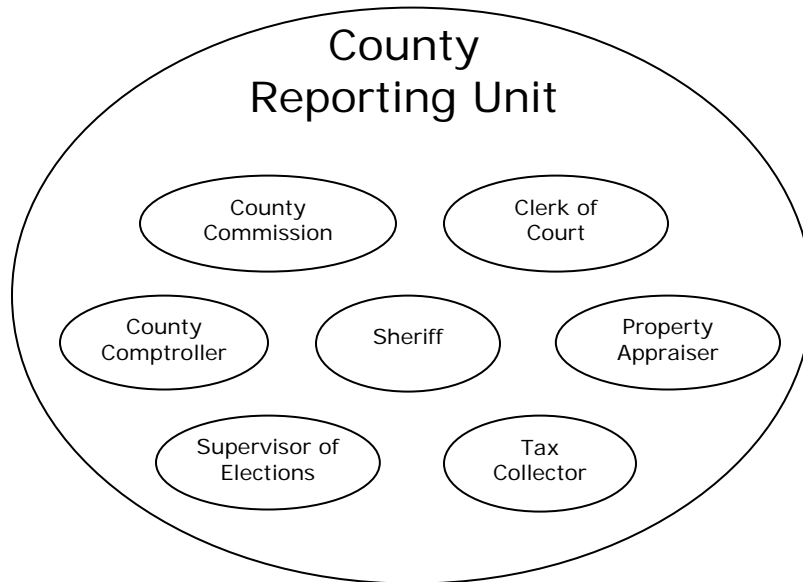 County
Reporting Unit
County
Commission
Clerk of
Court
County
Comptroller
Sheriff
Property
Appraiser
Supervisor of
Elections
Tax
Collector